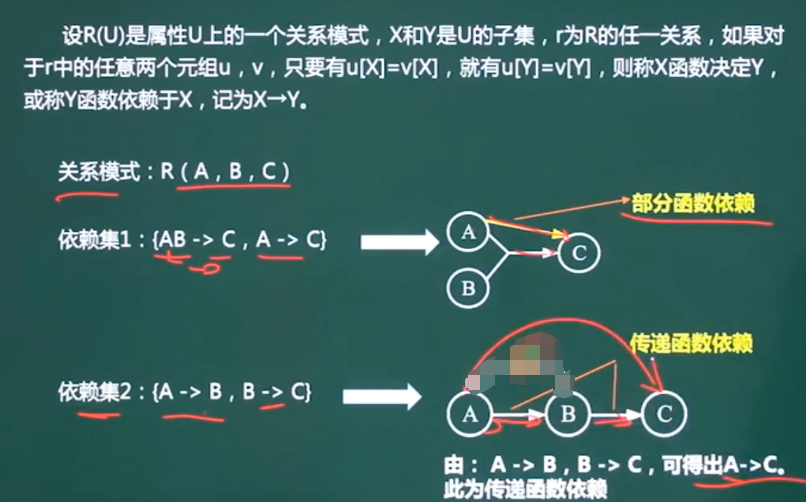 设R(U)是属性U上的一个关系模式，X和Y是U的子集，r为R的任一关系，如果对
于r中的任意两个元组u，v，只要有u[X]=v[X]，就有u[Y]=v[Y]，则称X函数决定Y，
或称Y函数依赖于X，记为X→Y。
关系模式：R（A，B，C）
依赖集1：{AB -> C，A -> C}
部分函数依赖
A
C
B
依赖集2：{A -> B，B -> C}
传递函数依赖
A B C
由： A -> B，B -> C，可得出A->C。
此为传递函数依赖